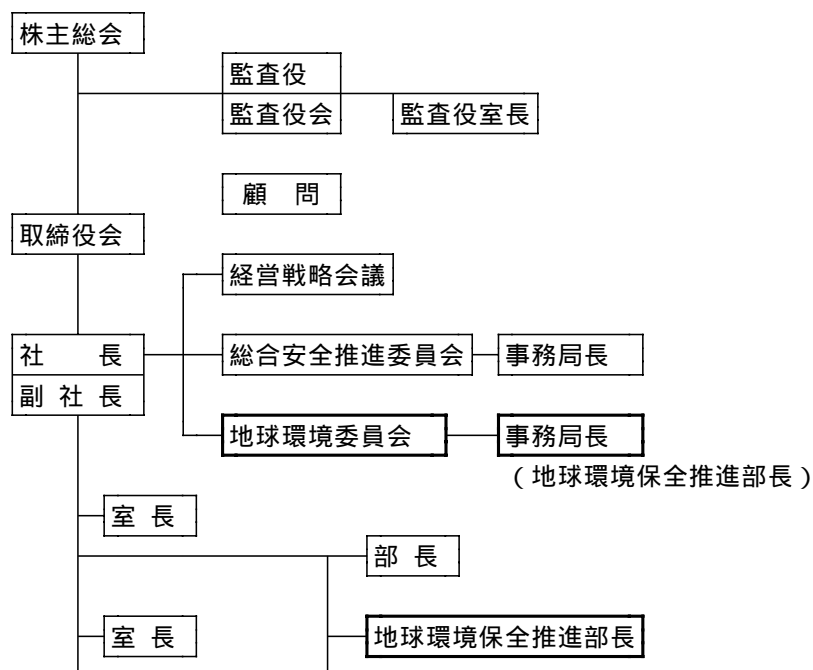 株主総会
監査役
監査役会
監査役室長
顧 問
取締役会
経営戦略会議
社 長
総合安全推進委員会
事務局長
副 社 長
地球環境委員会
事務局長
(地球環境保全推進部長)
室 長
部 長
室 長
地球環境保全推進部長